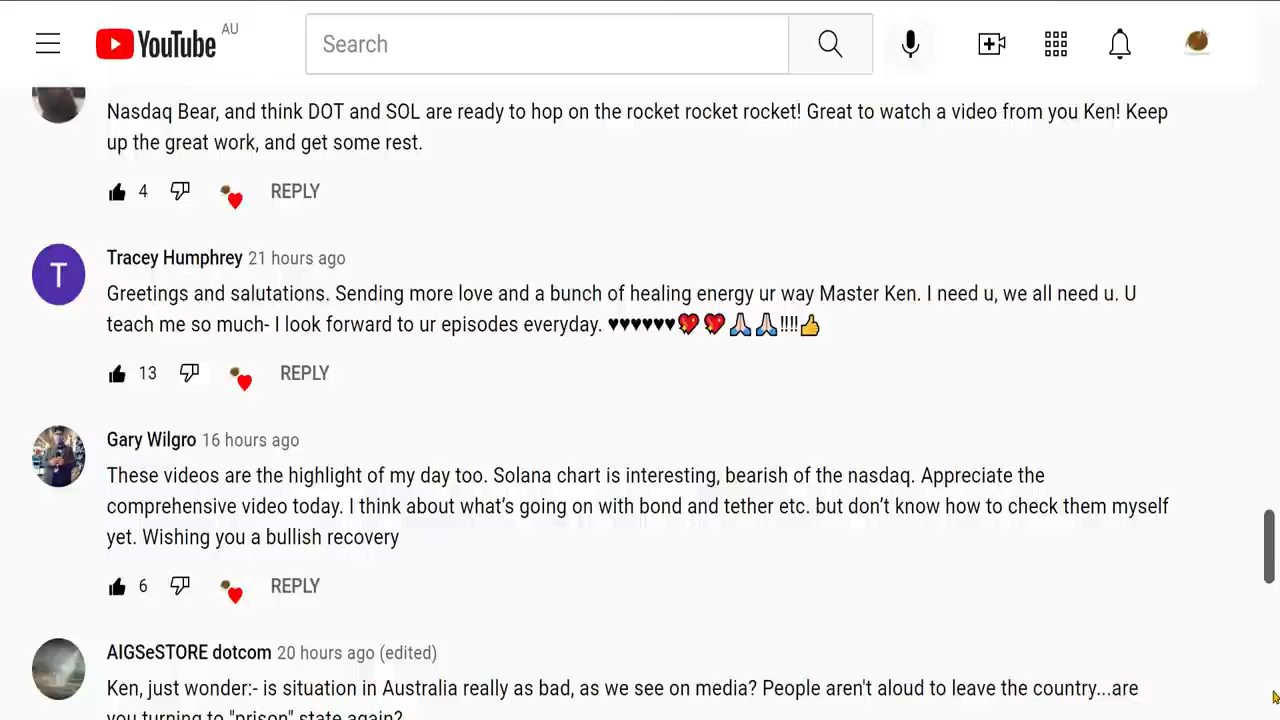 YouTube AU
Search
Nasdaq Bear, and think DOT and SOL are ready to hop on the rocket rocket rocket! Great to watch a video from you Ken! Keep
up the great work, and get some rest.
4 REPLY
Tracey Humphrey 21 hours ago
T
Greetings and salutations. Sending more love and a bunch of healing energy ur way Master Ken. I need u, we all need u. U
teach me so much- I look forward to ur episodes everyday. ♥♥♥♥♥♥💖💖🙏🙏!!!!👍
13 REPLY
Gary Wilgro 16 hours ago
These videos are the highlight of my day too. Solana chart is interesting, bearish of the nasdaq. Appreciate the
comprehensive video today. I think about what’s going on with bond and tether etc. but don’t know how to check them myself
yet. Wishing you a bullish recovery
6 REPLY
AIGSeSTORE dotcom 20 hours ago (edited)
Ken, just wonder:- is situation in Australia really as bad, as we see on media? People aren't aloud to leave the country...are
you turning to "prison" state again?